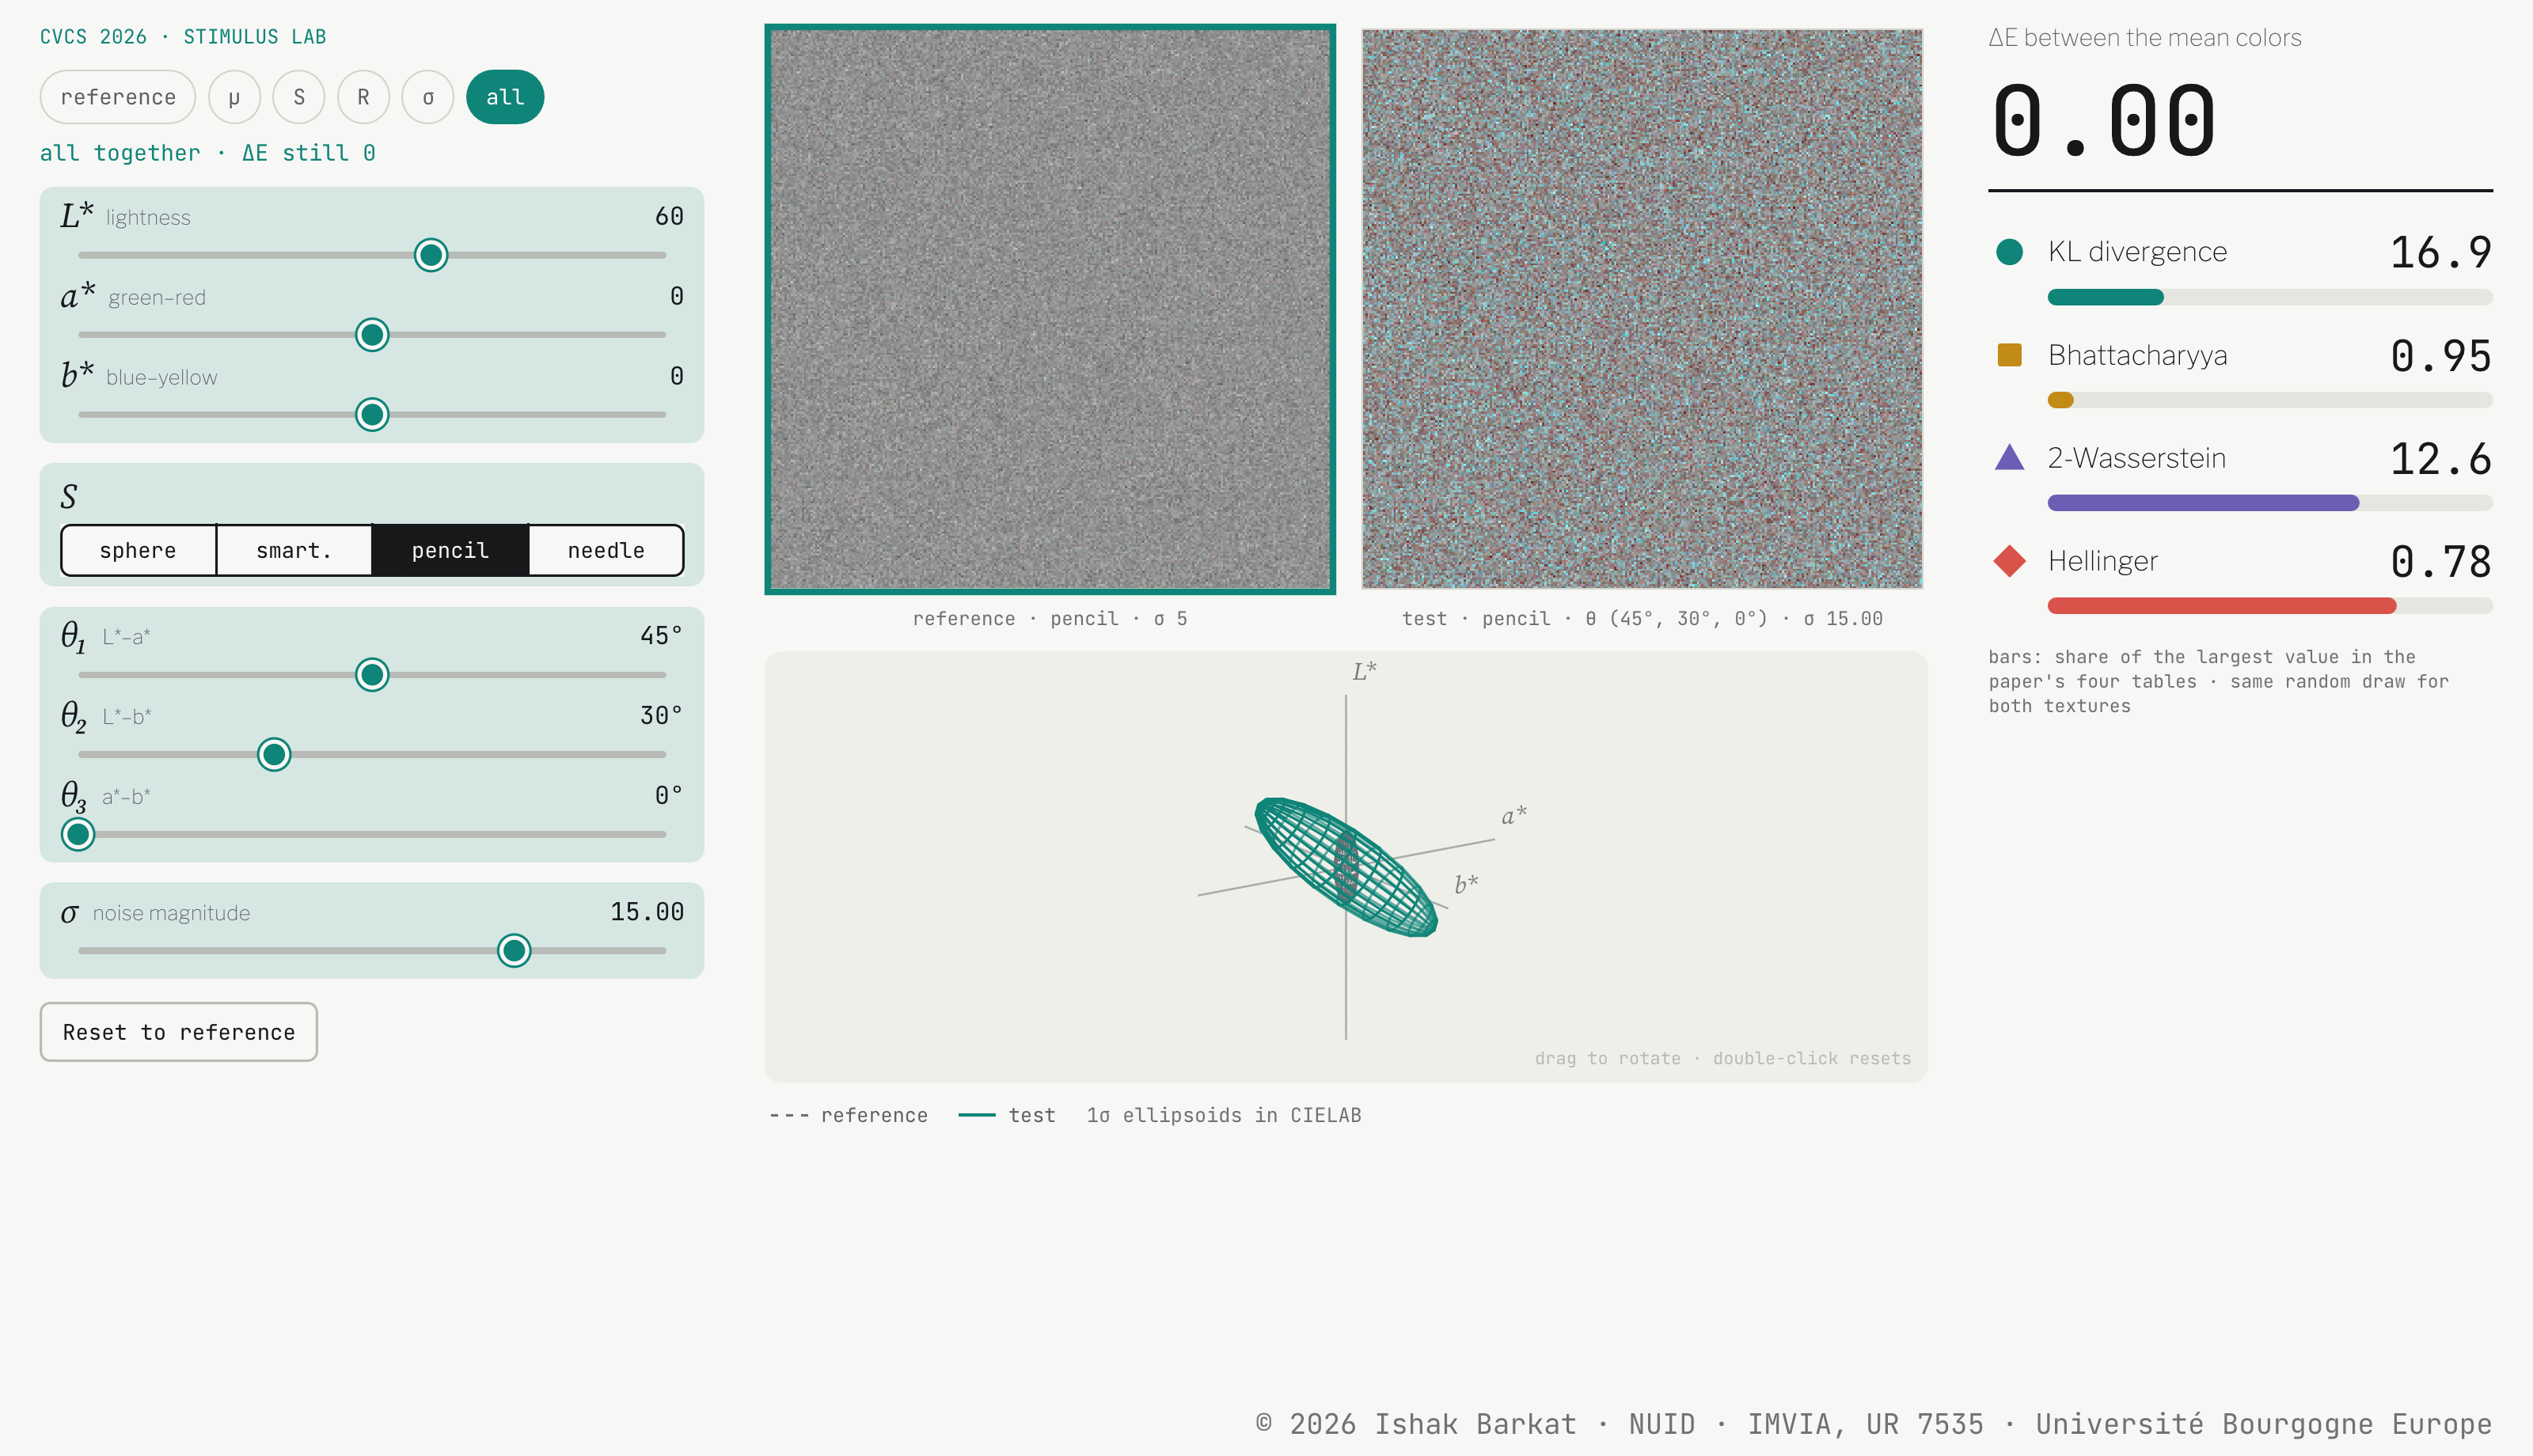 CVCS 2026 · STIMULUS LAB
reference μ S R σ all
all together · ΔE still 0
L* lightness 60
a* green–red 0
b* blue–yellow 0
S
sphere smart. pencil needle
θ1 L*–a* 45°
θ2 L*–b* 30°
θ3 a*–b* 0°
σ noise magnitude 15.00
Reset to reference
reference · pencil · σ 5
test · pencil · θ (45°, 30°, 0°) · σ 15.00
L*
a*
b*
drag to rotate · double-click resets
--- reference — test 1σ ellipsoids in CIELAB
ΔE between the mean colors
0.00
KL divergence 16.9
Bhattacharyya 0.95
2-Wasserstein 12.6
Hellinger 0.78
bars: share of the largest value in the
paper's four tables · same random draw for
both textures
© 2026 Ishak Barkat · NUID · IMVIA, UR 7535 · Université Bourgogne Europe